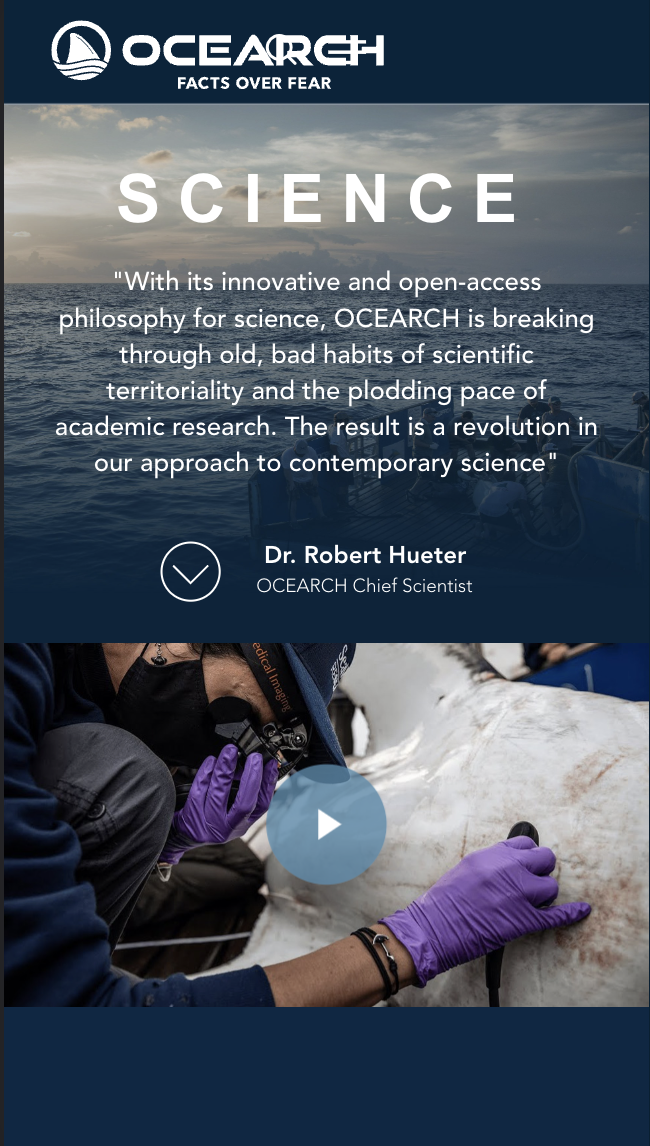 OCEARCH
FACTS OVER FEAR
SCIENCE
"With its innovative and open-access
philosophy for science, OCEARCH is breaking
through old, bad habits of scientific
territoriality and the plodding pace of
academic research. The result is a revolution in
our approach to contemporary science"
Dr. Robert Hueter
OCEARCH Chief Scientist
edical Imaging